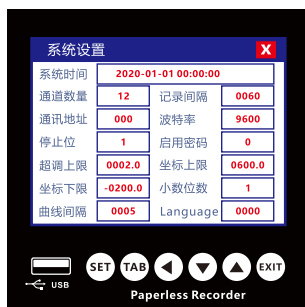 系统设置 X
系统时间 2020-01-01 00:00:00
通道数量 12 记录间隔 0060
通讯地址 000 波特率 9600
停止位 1 启用密码 0
超调上限 0002.0 坐标上限 0600.0
坐标下限 -0200.0 小数位数 1
曲线间隔 0005 Language 0000
USB SET TAB EXIT
Paperless Recorder